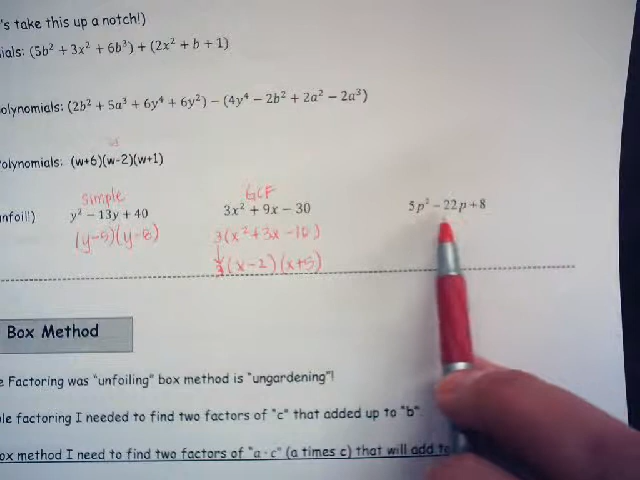 's take this up a notch!)
ials: (5b² + 3x² + 6b³) + (2x² + b + 1)
olynomials: (2b² + 5a³ + 6y⁴ + 6y²) − (4y⁴ − 2b² + 2a² − 2a³)
olynomials: (w+6)(w-2)(w+1)
simple GCF
unfoil!) y² − 13y + 40 3x² + 9x − 30 5p² − 22p + 8
(y-5)(y-8) 3(x²+3x-10)
3(x-2)(x+5)
Box Method
e Factoring was "unfoiling" box method is "ungardening"!
le factoring I needed to find two factors of "c" that added up to "b"
ox method I need to find two factors of "a·c" (a times c) that will add to